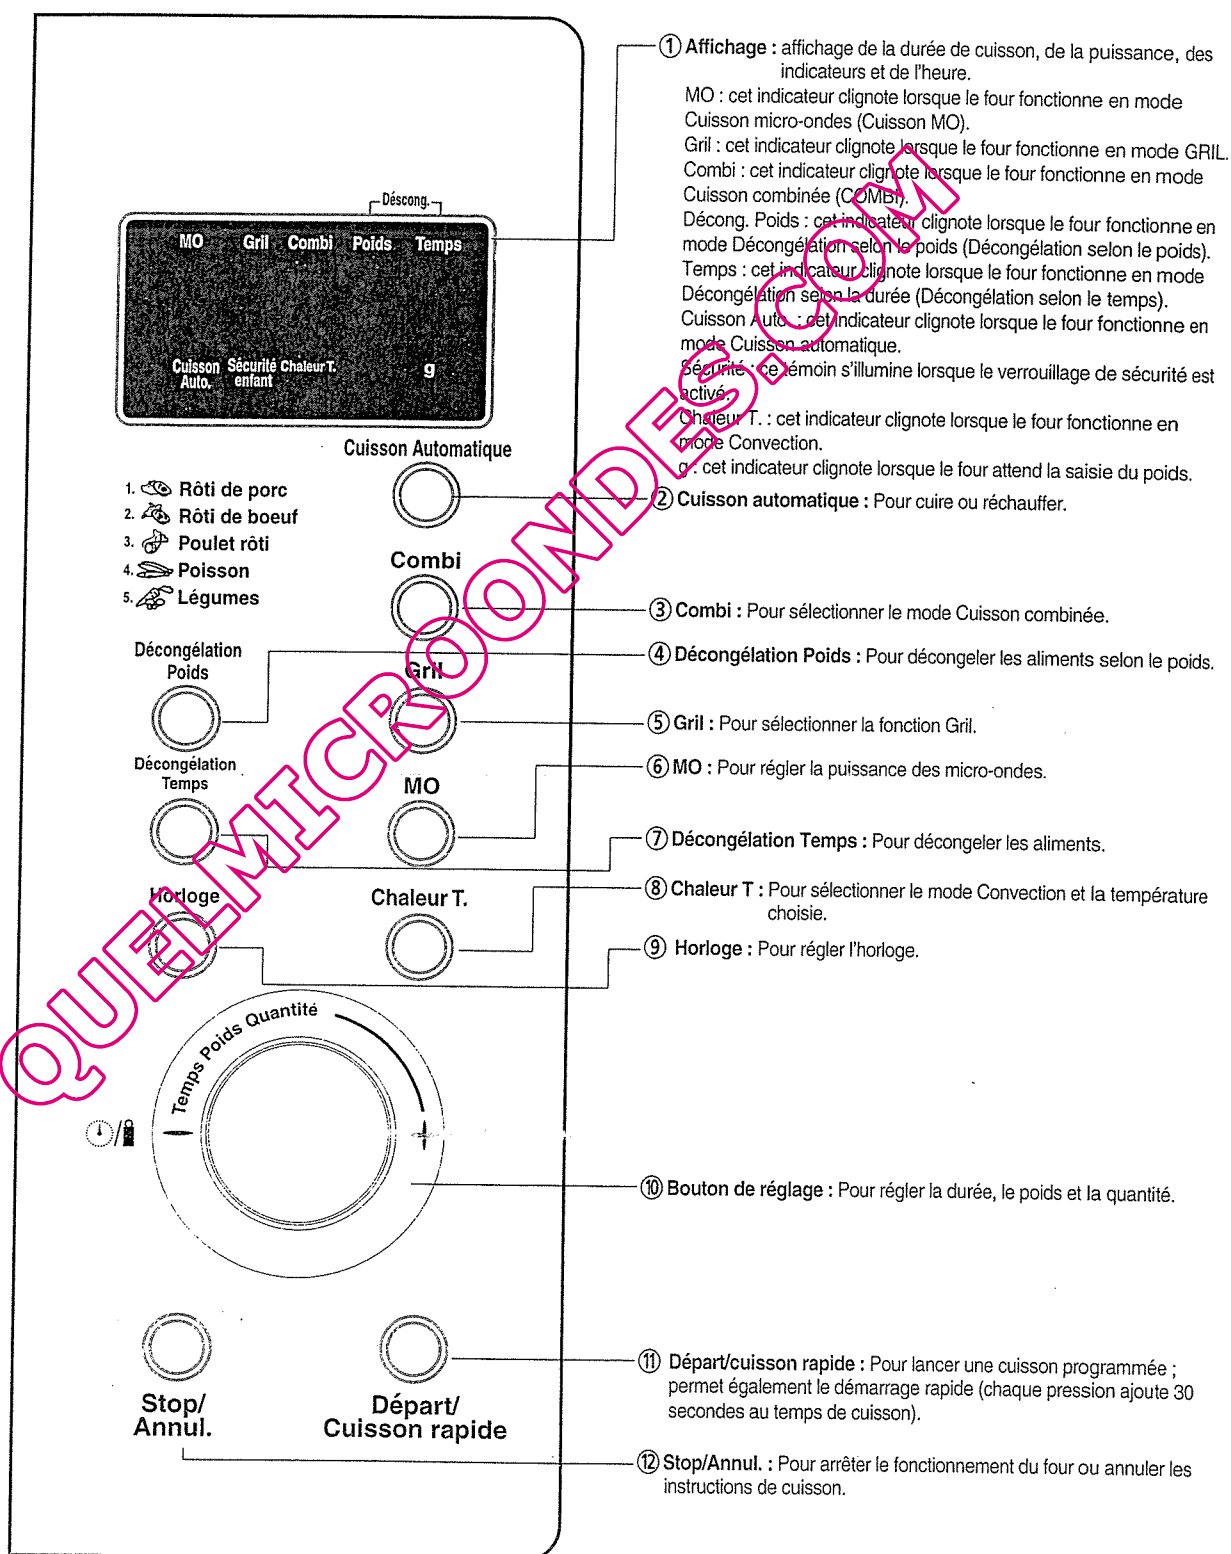 Déscong.
MO Gril Combi Poids Temps
Cuisson Auto. Sécurité enfant Chaleur T. g
Cuisson Automatique
1. Rôti de porc
2. Rôti de boeuf
3. Poulet rôti
4. Poisson
5. Légumes
Combi
Décongélation
Poids
Gril
Décongélation
Temps
MO
Horloge
Chaleur T.
Temps Poids Quantité
Stop/
Annul.
Départ/
Cuisson rapide
① Affichage : affichage de la durée de cuisson, de la puissance, des
indicateurs et de l'heure.
MO : cet indicateur clignote lorsque le four fonctionne en mode
Cuisson micro-ondes (Cuisson MO).
Gril : cet indicateur clignote lorsque le four fonctionne en mode GRIL.
Combi : cet indicateur clignote lorsque le four fonctionne en mode
Cuisson combinée (COMBI).
Décong. Poids : cet indicateur clignote lorsque le four fonctionne en
mode Décongélation selon le poids (Décongélation selon le poids).
Temps : cet indicateur clignote lorsque le four fonctionne en mode
Décongélation selon la durée (Décongélation selon le temps).
Cuisson Auto. : cet indicateur clignote lorsque le four fonctionne en
mode Cuisson automatique.
Sécurité : ce témoin s'illumine lorsque le verrouillage de sécurité est
activé.
Chaleur T. : cet indicateur clignote lorsque le four fonctionne en
mode Convection.
g : cet indicateur clignote lorsque le four attend la saisie du poids.
② Cuisson automatique : Pour cuire ou réchauffer.
③ Combi : Pour sélectionner le mode Cuisson combinée.
④ Décongélation Poids : Pour décongeler les aliments selon le poids.
⑤ Gril : Pour sélectionner la fonction Gril.
⑥ MO : Pour régler la puissance des micro-ondes.
⑦ Décongélation Temps : Pour décongeler les aliments.
⑧ Chaleur T : Pour sélectionner le mode Convection et la température
choisie.
⑨ Horloge : Pour régler l'horloge.
⑩ Bouton de réglage : Pour régler la durée, le poids et la quantité.
⑪ Départ/cuisson rapide : Pour lancer une cuisson programmée ;
permet également le démarrage rapide (chaque pression ajoute 30
secondes au temps de cuisson).
⑫ Stop/Annul. : Pour arrêter le fonctionnement du four ou annuler les
instructions de cuisson.
QUELMICROONDES.COM